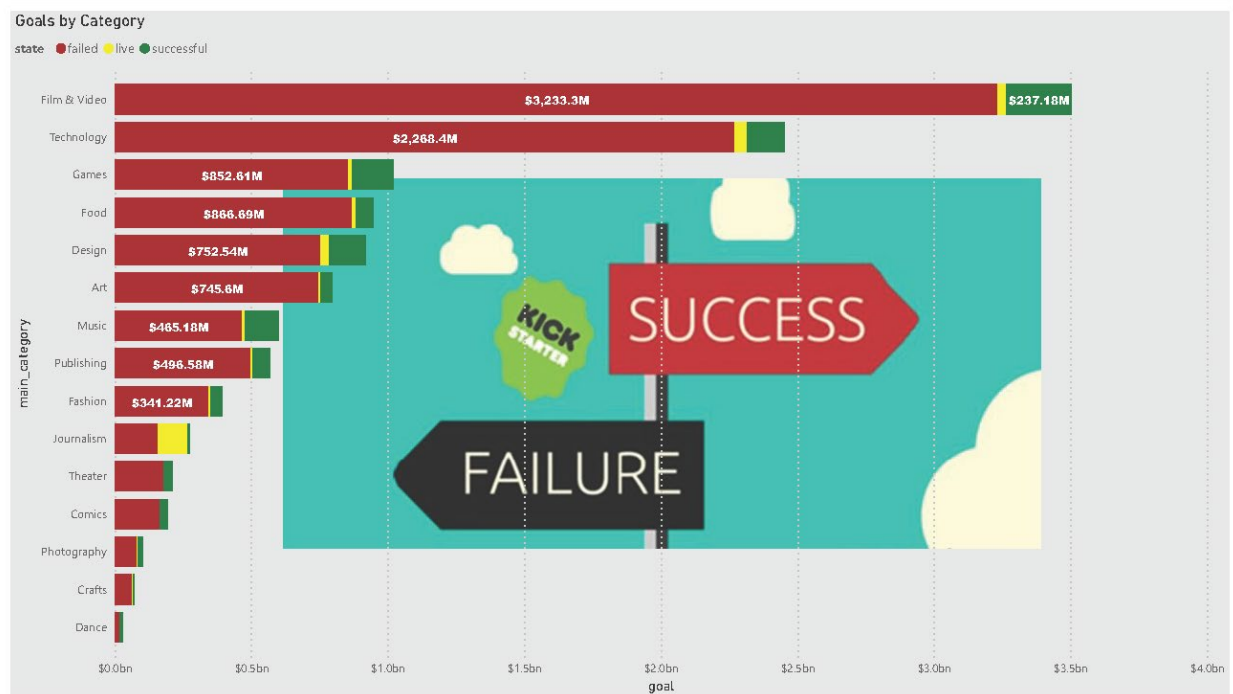 Goals by Category
state failed live successful
Film & Video $3,233.3M $237.18M
Technology $2,268.4M
Games $852.61M
Food $866.69M
Design $752.54M
Art $745.6M
Music $465.18M
Publishing $496.58M
Fashion $341.22M
Journalism
Theater
Comics
Photography
Crafts
Dance
main_category
KICK
STARTER
SUCCESS
FAILURE
$0.0bn $0.5bn $1.0bn $1.5bn $2.0bn $2.5bn $3.0bn $3.5bn $4.0bn
goal